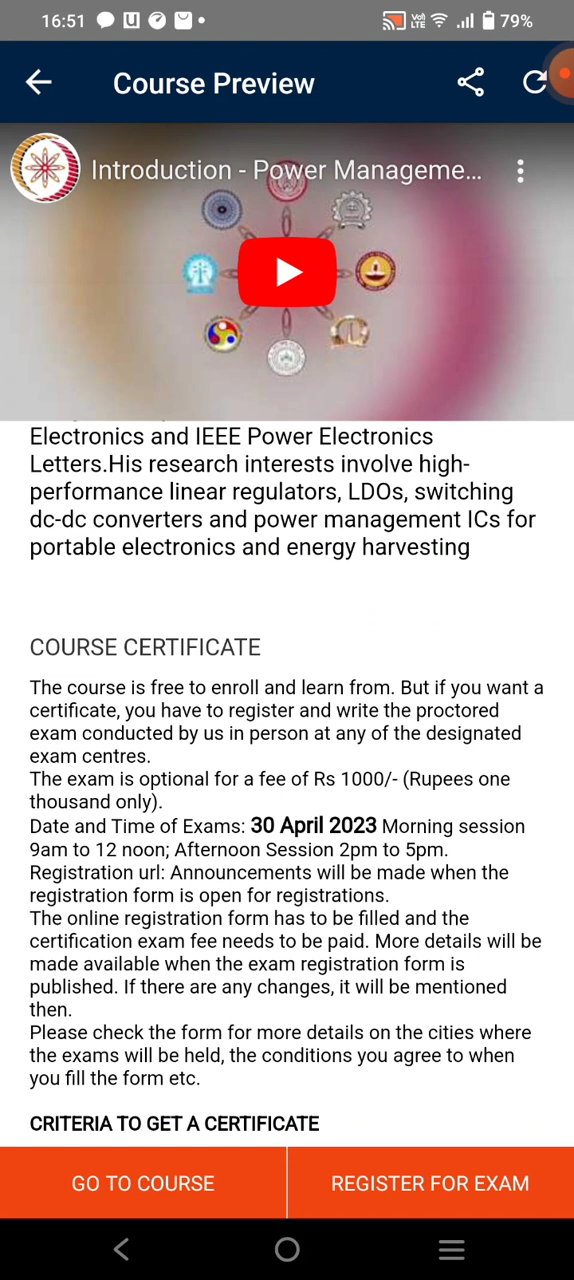 16:51
Vo)
LTE
79%
Course Preview
Introduction - Power Manageme...
Electronics and IEEE Power Electronics
Letters.His research interests involve high-
performance linear regulators, LDOs, switching
dc-dc converters and power management ICs for
portable electronics and energy harvesting
COURSE CERTIFICATE
The course is free to enroll and learn from. But if you want a
certificate, you have to register and write the proctored
exam conducted by us in person at any of the designated
exam centres.
The exam is optional for a fee of Rs 1000/- (Rupees one
thousand only).
Date and Time of Exams: 30 April 2023 Morning session
9am to 12 noon; Afternoon Session 2pm to 5pm.
Registration url: Announcements will be made when the
registration form is open for registrations.
The online registration form has to be filled and the
certification exam fee needs to be paid. More details will be
made available when the exam registration form is
published. If there are any changes, it will be mentioned
then.
Please check the form for more details on the cities where
the exams will be held, the conditions you agree to when
you fill the form etc.
CRITERIA TO GET A CERTIFICATE
GO TO COURSE
REGISTER FOR EXAM